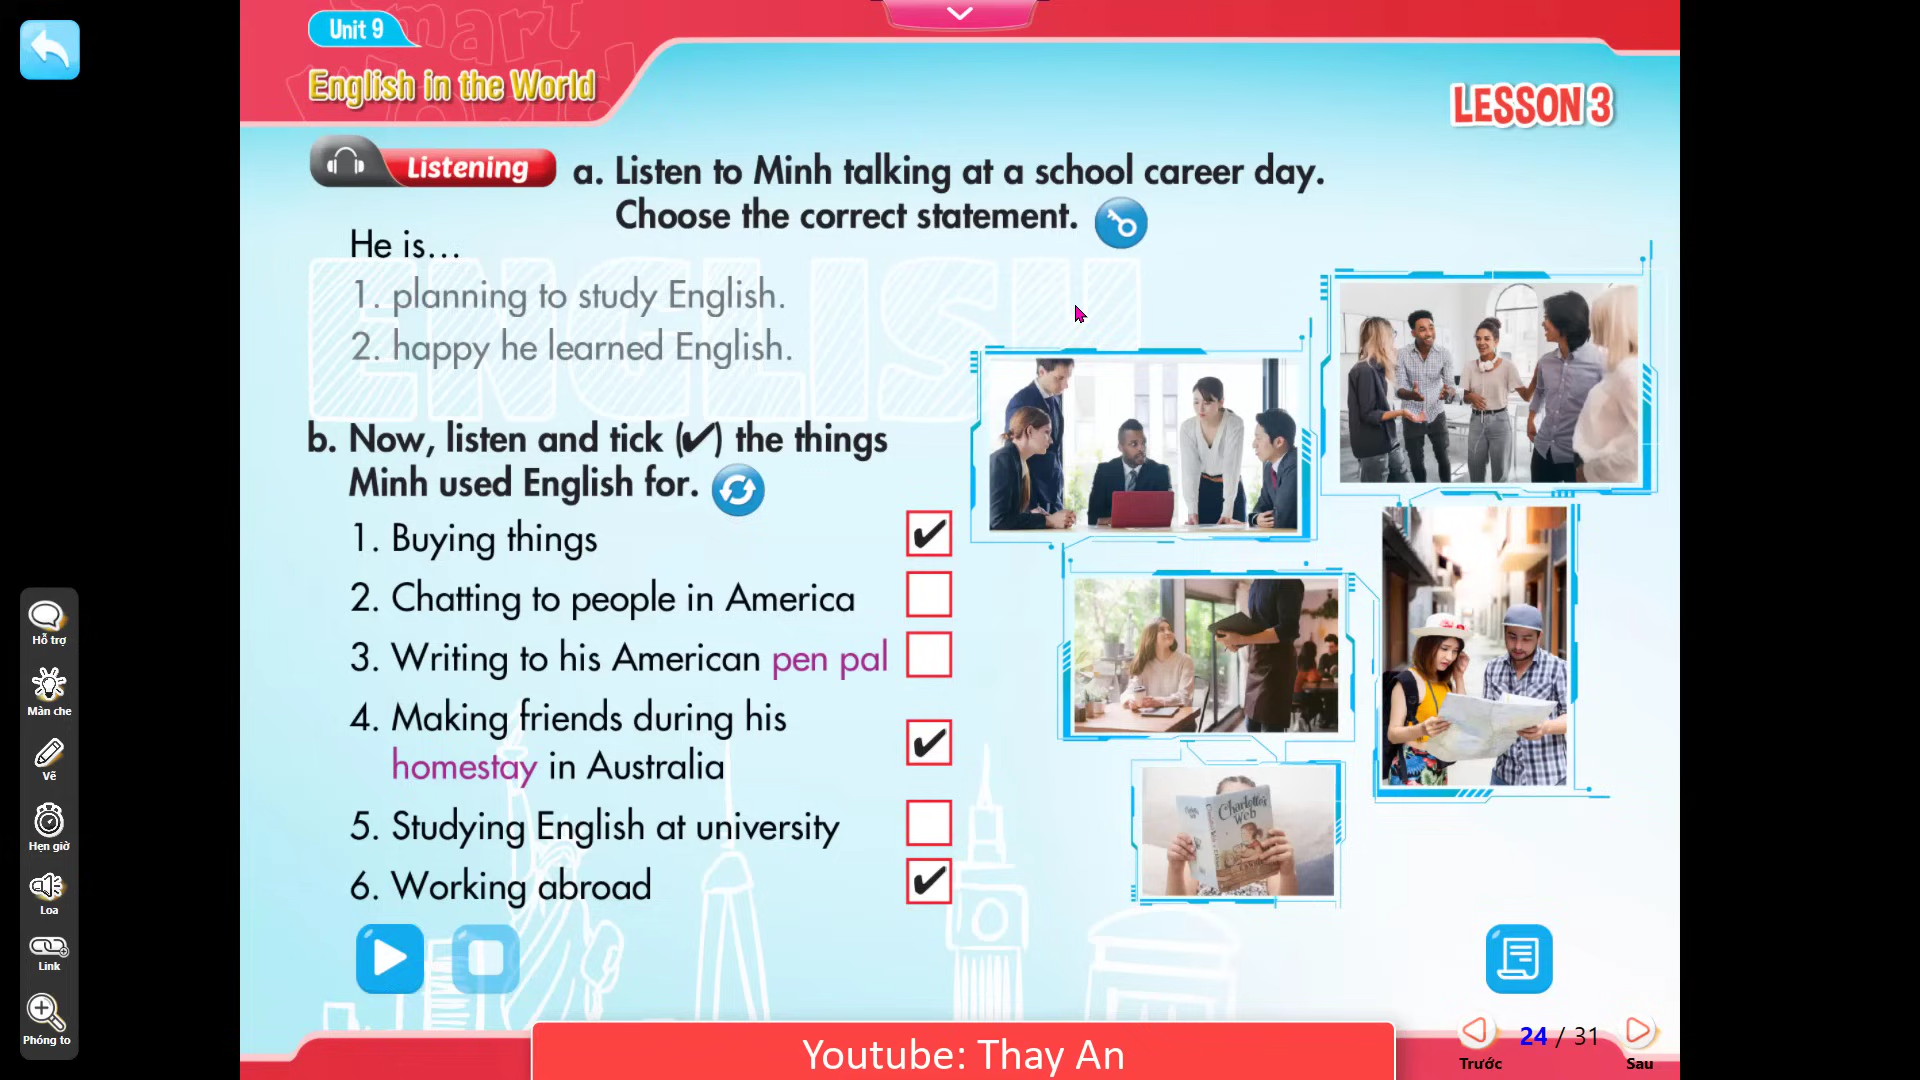 Unit 9
English in the World
LESSON 3
Listening
a. Listen to Minh talking at a school career day.
Choose the correct statement.
He is...
1. planning to study English.
2. happy he learned English.
ENGLISH
b. Now, listen and tick (✔) the things
Minh used English for.
1. Buying things ✔
2. Chatting to people in America
3. Writing to his American pen pal
4. Making friends during his
homestay in Australia ✔
5. Studying English at university
6. Working abroad ✔
Charlotte's
Web
Hỗ trợ
Màn che
Vẽ
Hẹn giờ
Loa
Link
Phóng to
Youtube: Thay An
24 / 31
Trước
Sau